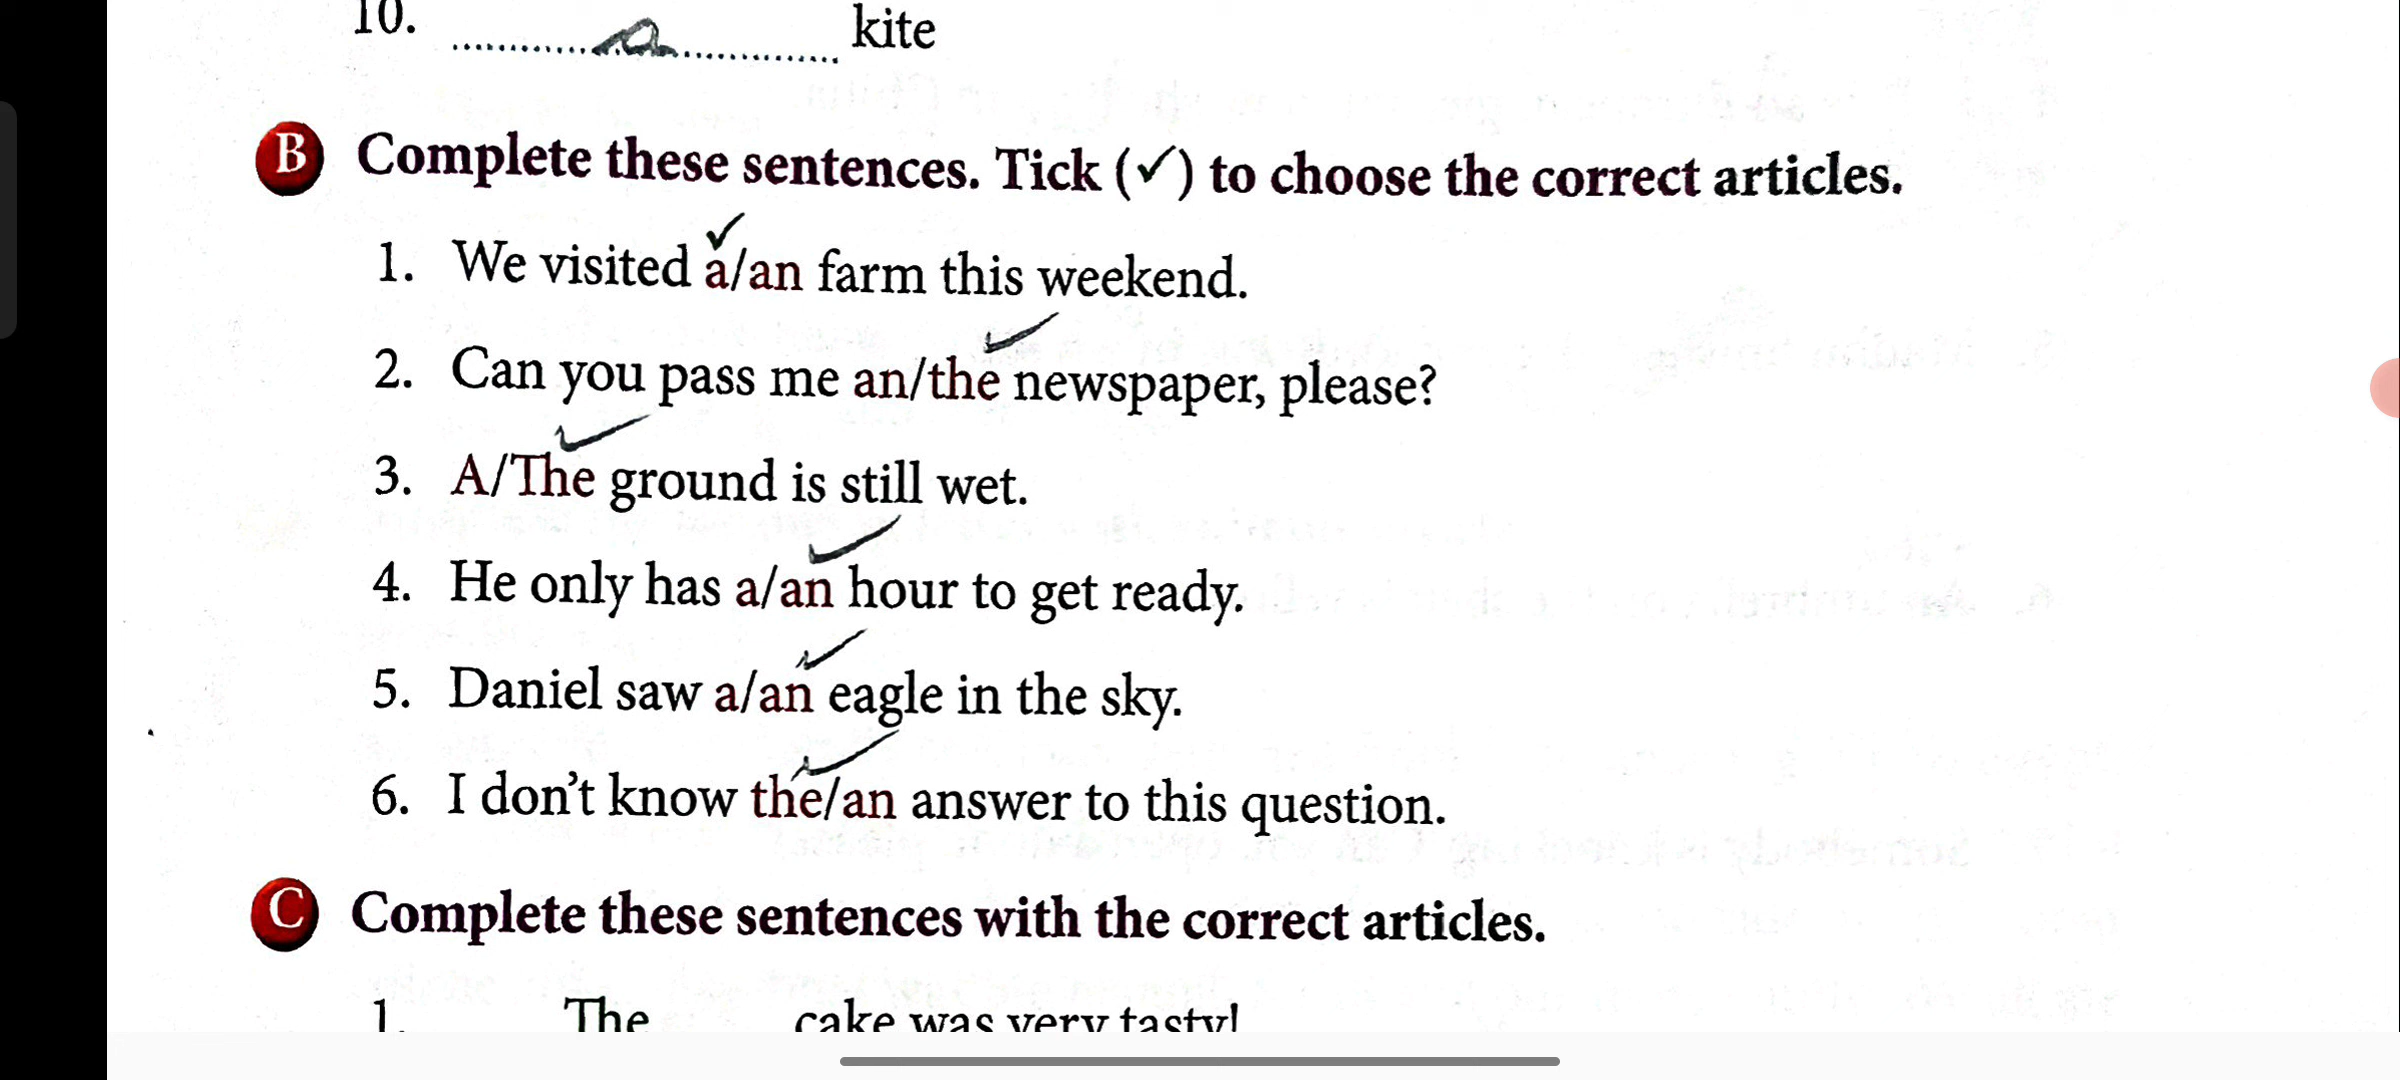 10. a kite
B Complete these sentences. Tick (✓) to choose the correct articles.
1. We visited a/an farm this weekend.
2. Can you pass me an/the newspaper, please?
3. A/The ground is still wet.
4. He only has a/an hour to get ready.
5. Daniel saw a/an eagle in the sky.
6. I don't know the/an answer to this question.
C Complete these sentences with the correct articles.
1. The cake was very tasty!